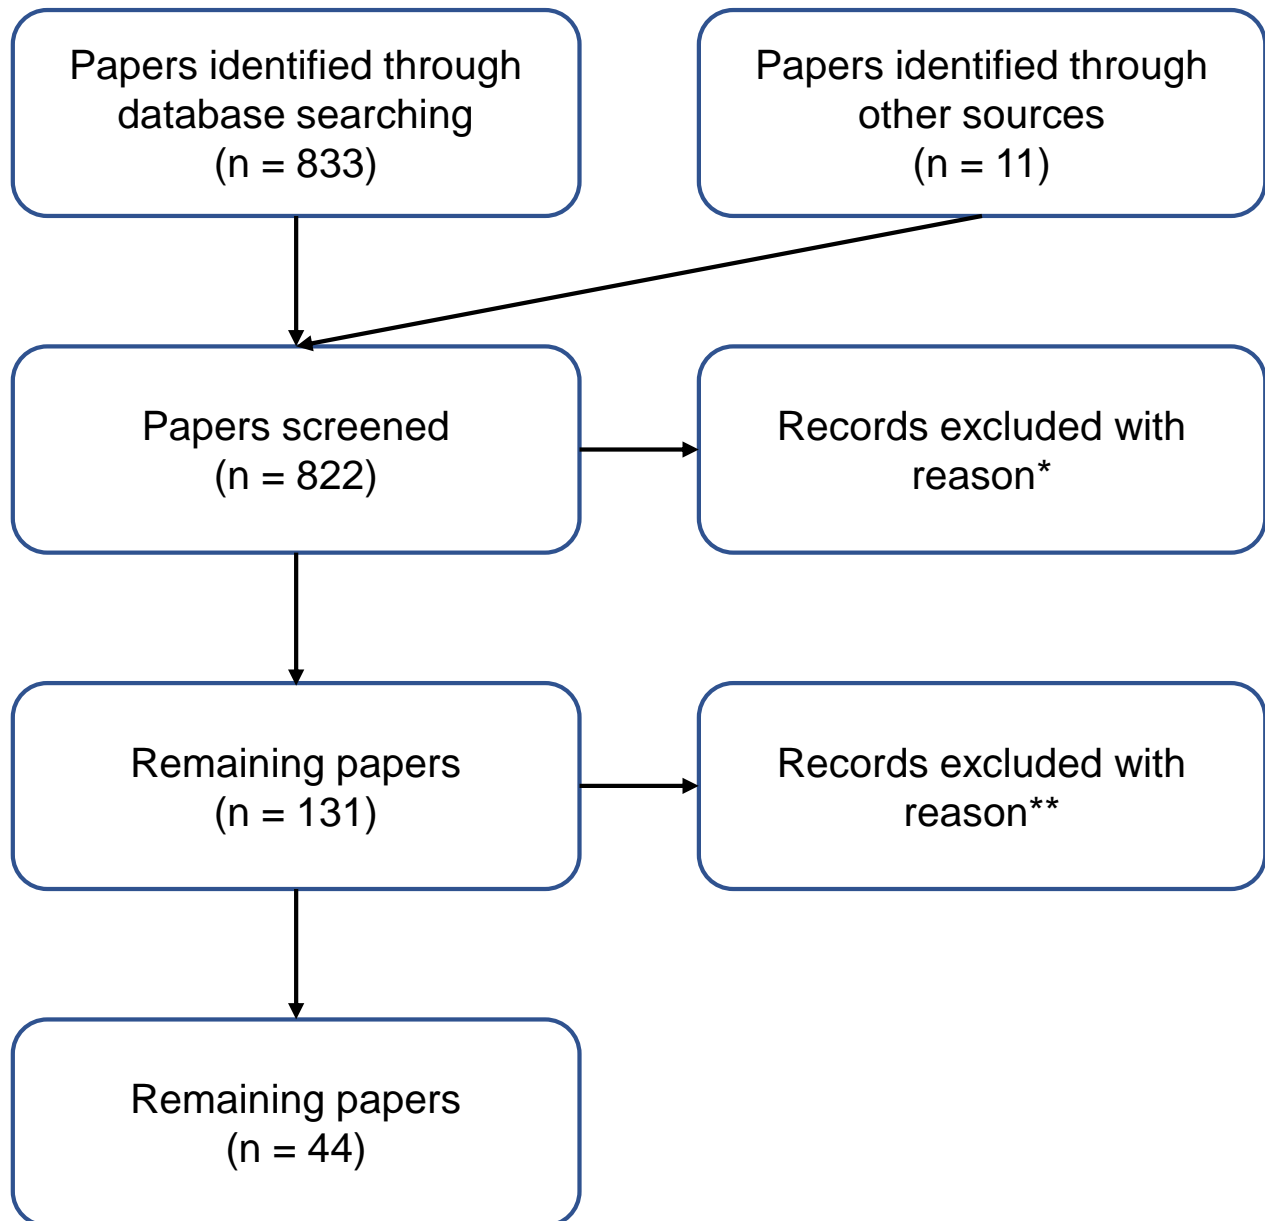 Papers identified through
database searching
(n = 833)
Papers identified through
other sources
(n = 11)
Papers screened
(n = 822)
Records excluded with
reason*
Remaining papers
(n = 131)
Records excluded with
reason**
Remaining papers
(n = 44)